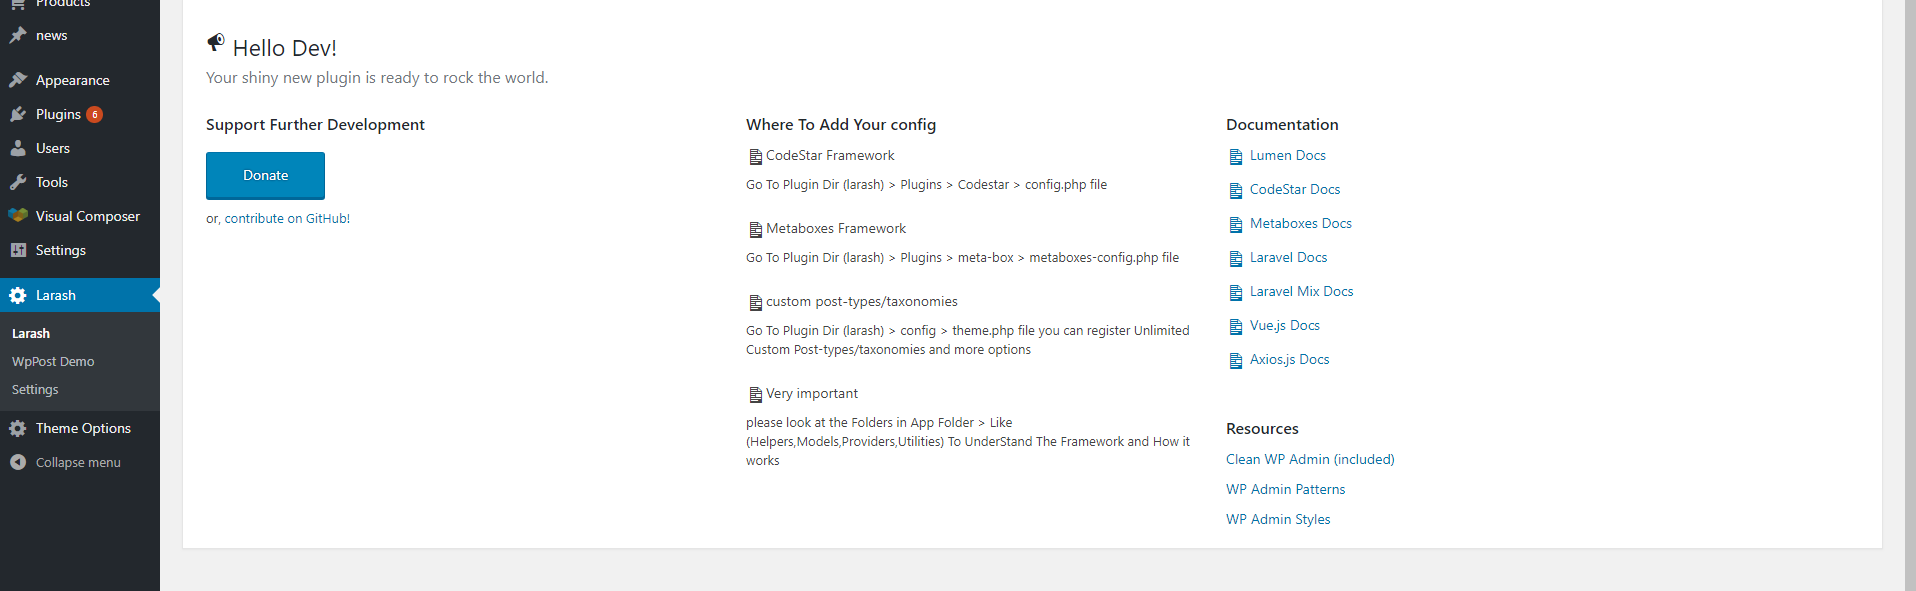 Products
news
Appearance
Plugins 6
Users
Tools
Visual Composer
Settings
Larash
Larash
WpPost Demo
Settings
Theme Options
Collapse menu
Hello Dev!
Your shiny new plugin is ready to rock the world.
Support Further Development
Donate
or, contribute on GitHub!
Where To Add Your config
CodeStar Framework
Go To Plugin Dir (larash) > Plugins > Codestar > config.php file
Metaboxes Framework
Go To Plugin Dir (larash) > Plugins > meta-box > metaboxes-config.php file
custom post-types/taxonomies
Go To Plugin Dir (larash) > config > theme.php file you can register Unlimited
Custom Post-types/taxonomies and more options
Very important
please look at the Folders in App Folder > Like
(Helpers,Models,Providers,Utilities) To UnderStand The Framework and How it
works
Documentation
Lumen Docs
CodeStar Docs
Metaboxes Docs
Laravel Docs
Laravel Mix Docs
Vue.js Docs
Axios.js Docs
Resources
Clean WP Admin (included)
WP Admin Patterns
WP Admin Styles